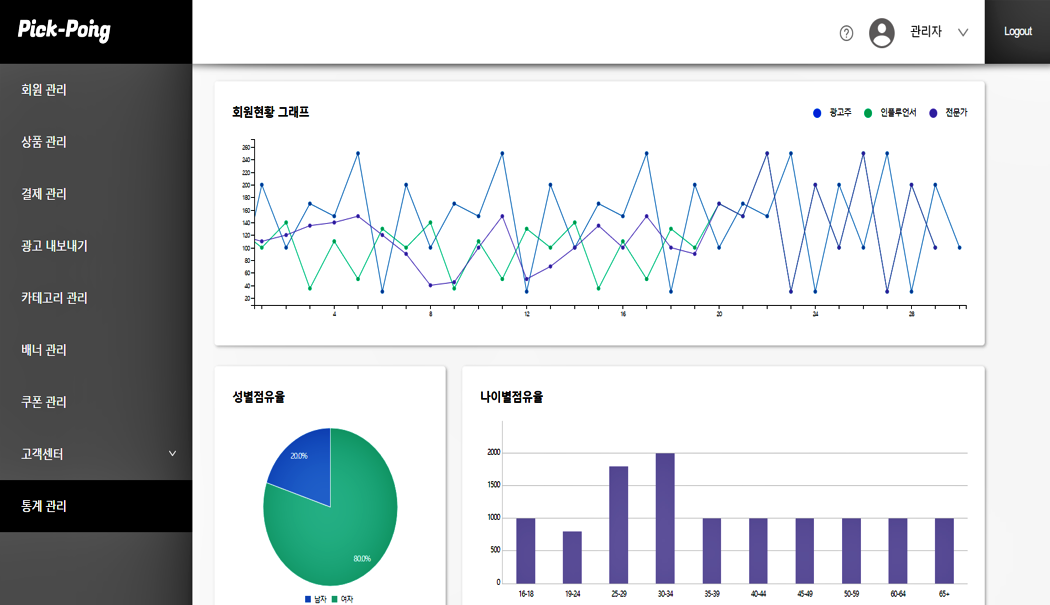 Pick-Pong
관리자
Logout
회원 관리
상품 관리
결제 관리
광고 내보내기
카테고리 관리
배너 관리
쿠폰 관리
고객센터
통계 관리
회원현황 그래프
광고주 인플루언서 전문가
260
240
220
200
180
160
140
120
100
80
60
40
20
4 8 12 16 20 24 28
성별점유율
20.0%
80.0%
남자 여자
나이별점유율
2000
1500
1000
500
0
16-18 19-24 25-29 30-34 35-39 40-44 45-49 50-59 60-64 65+